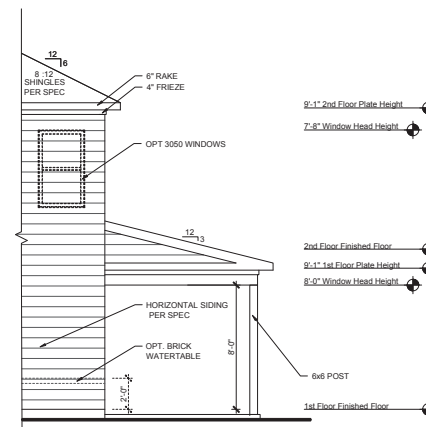 12
6
8 :12
SHINGLES
PER SPEC
6" RAKE
4" FRIEZE
9'-1" 2nd Floor Plate Height
7'-8" Window Head Height
OPT 3050 WINDOWS
12
3
2nd Floor Finished Floor
9'-1" 1st Floor Plate Height
8'-0" Window Head Height
HORIZONTAL SIDING
PER SPEC
OPT. BRICK
WATERTABLE
8'-0"
6x6 POST
2'-0"
1st Floor Finished Floor